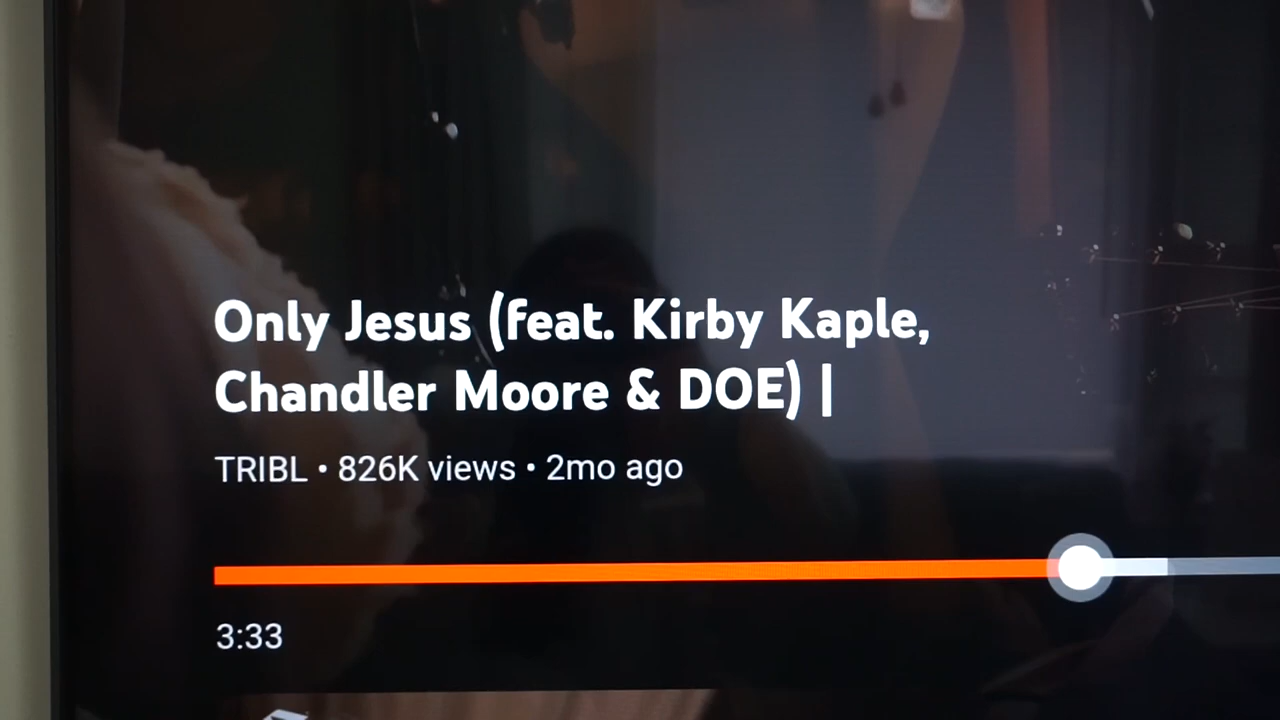 Only Jesus (feat. Kirby Kaple,
Chandler Moore & DOE) |
TRIBL • 826K views • 2mo ago
3:33